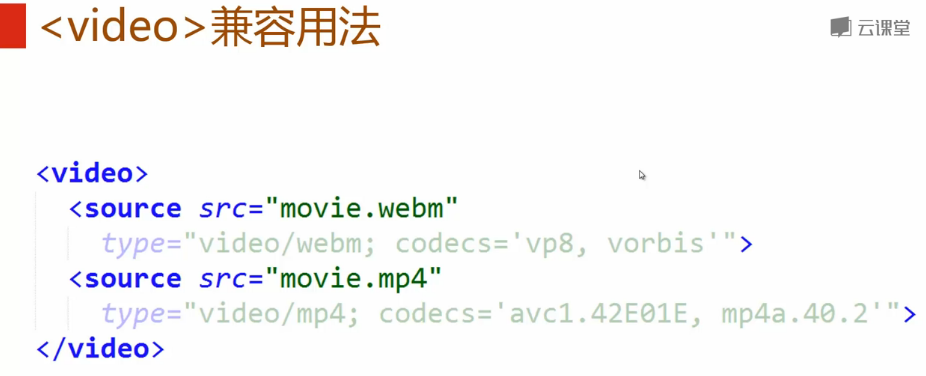 <video>兼容用法
云课堂
<video>
<source src="movie.webm"
type="video/webm; codecs='vp8, vorbis'">
<source src="movie.mp4"
type="video/mp4; codecs='avc1.42E01E, mp4a.40.2'">
</video>